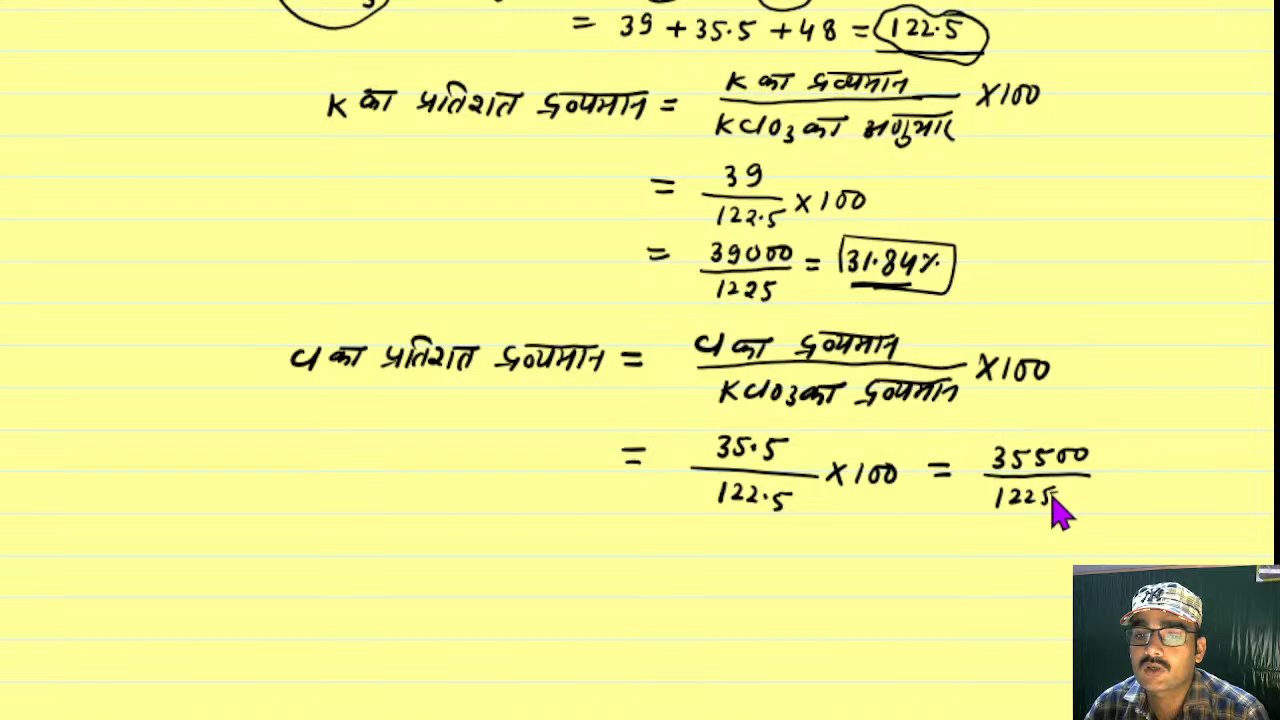 3
= 39 + 35.5 + 48 = 122.5
K का प्रतिशत द्रव्यमान = K का द्रव्यमान / KClO3 का अणुभार × 100
= 39 / 122.5 × 100
= 39000 / 1225 = 31.84%
Cl का प्रतिशत द्रव्यमान = Cl का द्रव्यमान / KClO3 का द्रव्यमान × 100
= 35.5 / 122.5 × 100 = 35500 / 1225